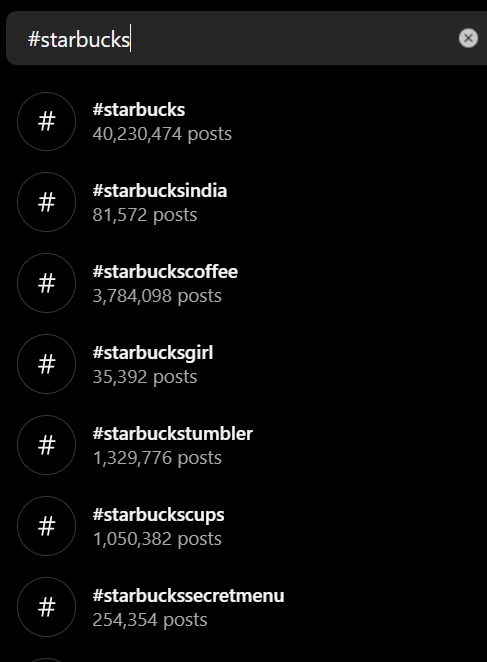 #starbucks
#
#starbucks
40,230,474 posts
#
#starbucksindia
81,572 posts
#
#starbuckscoffee
3,784,098 posts
#
#starbucksgirl
35,392 posts
#
#starbuckstumbler
1,329,776 posts
#
#starbuckscups
1,050,382 posts
#
#starbuckssecretmenu
254,354 posts